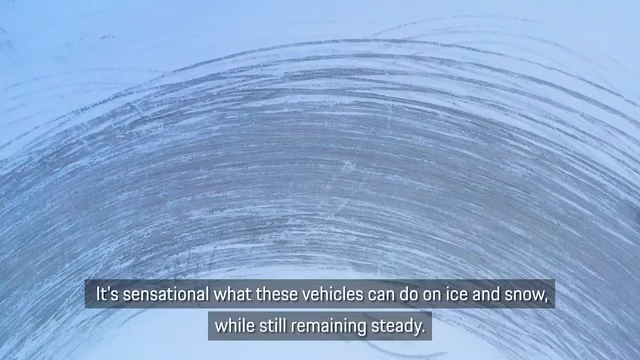 It's sensational what these vehicles can do on ice and snow,
while still remaining steady.